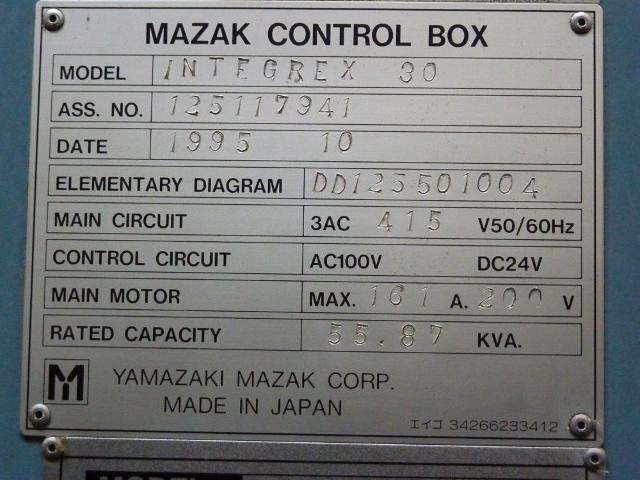 MAZAK CONTROL BOX
MODEL INTEGREX 30
ASS. NO. 125117941
DATE 1995 10
ELEMENTARY DIAGRAM DD125501004
MAIN CIRCUIT 3AC 415 V50/60Hz
CONTROL CIRCUIT AC100V DC24V
MAIN MOTOR MAX. 161 A. 200 V
RATED CAPACITY 55.87 KVA.
M YAMAZAKI MAZAK CORP.
MADE IN JAPAN
エイコ 34266233412